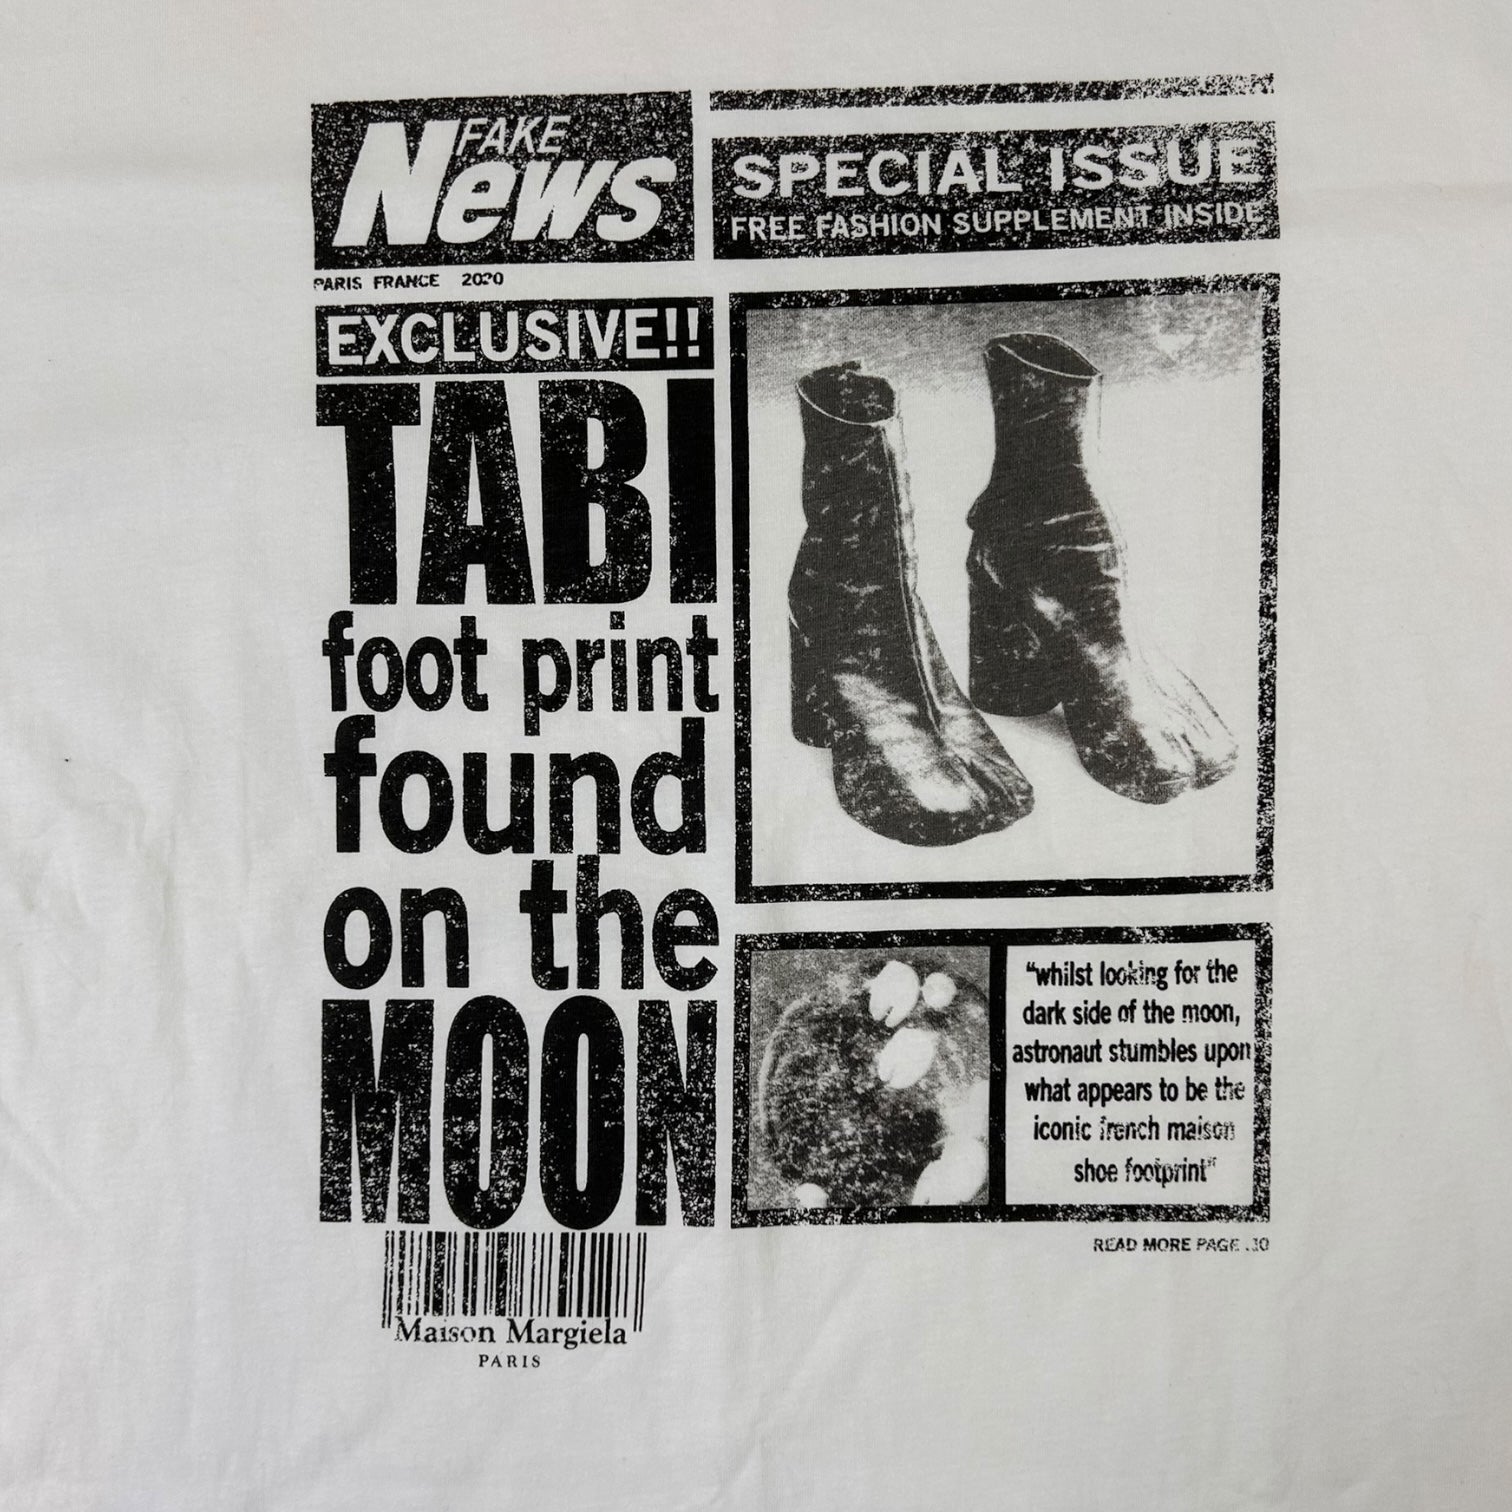 FAKE
News
SPECIAL ISSUE
FREE FASHION SUPPLEMENT INSIDE
PARIS FRANCE 2020
EXCLUSIVE!!
TABI
foot print
found
on the
MOON
"whilst looking for the
dark side of the moon,
astronaut stumbles upon
what appears to be the
iconic french maison
shoe footprint"
READ MORE PAGE .10
Maison Margiela
PARIS